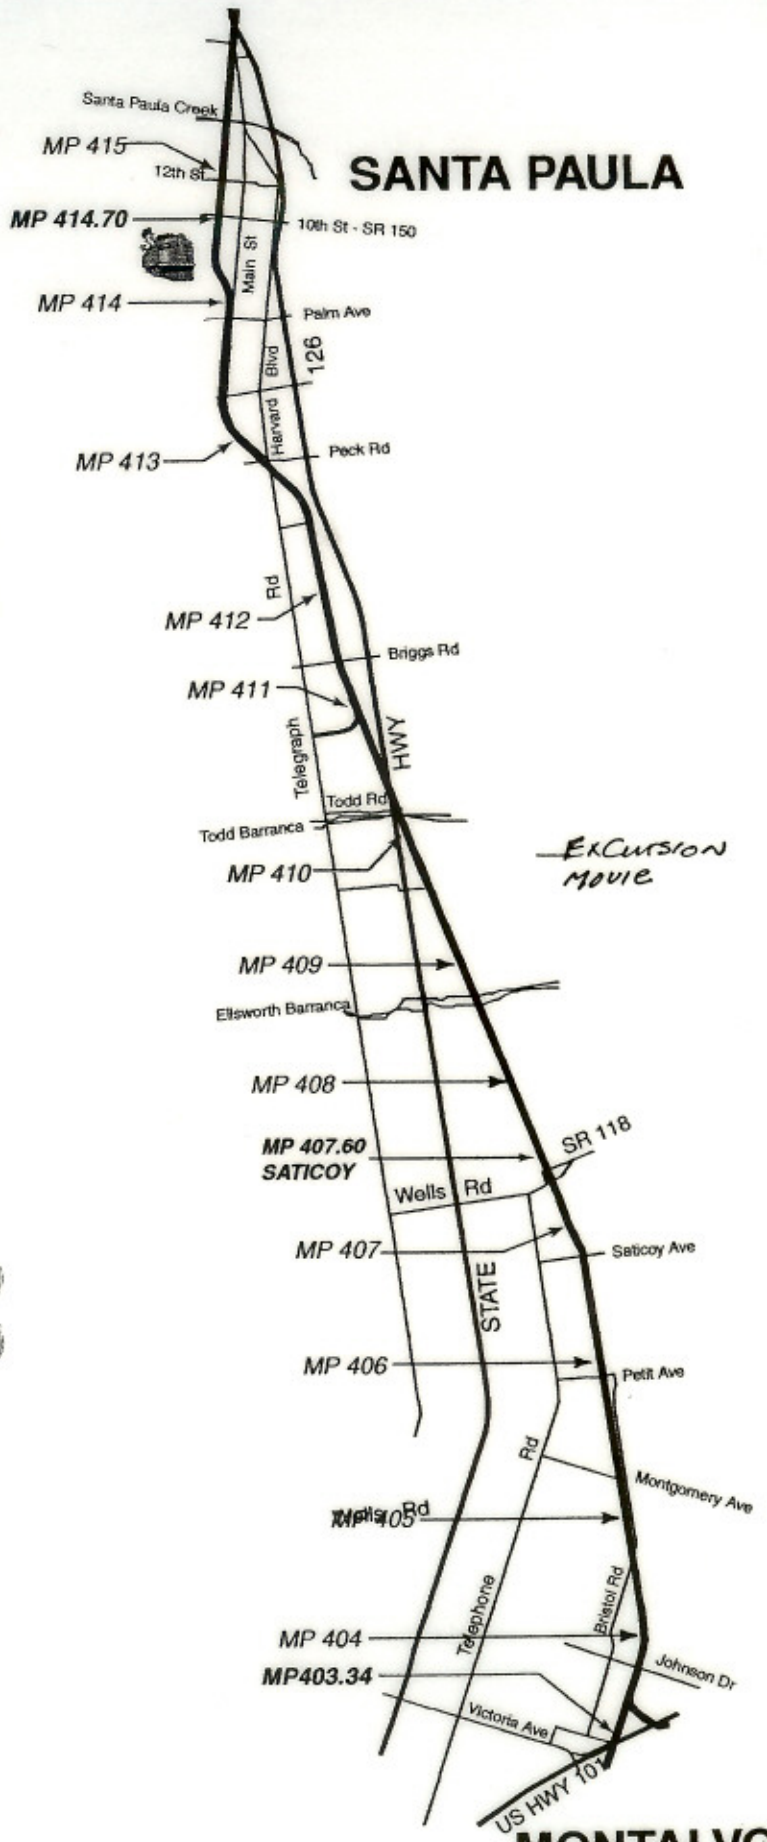 Santa Paula Creek
MP 415
SANTA PAULA
12th St
MP 414.70
10th St - SR 150
Main St
MP 414
Palm Ave
126
Blvd
Harvard
Peck Rd
MP 413
Rd
MP 412
Briggs Rd
MP 411
HWY
Telegraph
Todd Rd
Todd Barranca
ExCursion
Movie
MP 410
MP 409
Ellsworth Barranca
MP 408
SR 118
MP 407.60
SATICOY
Wells Rd
MP 407
Saticoy Ave
STATE
MP 406
Petit Ave
Rd
Montgomery Ave
Wells Rd
MP 405
Bristol Rd
Telephone
MP 404
Johnson Dr
MP403.34
Victoria Ave
US HWY 101
MONTALVO